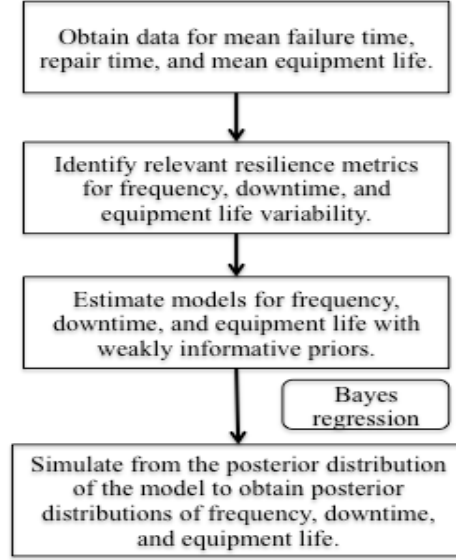 Obtain data for mean failure time,
repair time, and mean equipment life.
Identify relevant resilience metrics
for frequency, downtime, and
equipment life variability.
Estimate models for frequency,
downtime, and equipment life with
weakly informative priors.
Bayes
regression
Simulate from the posterior distribution
of the model to obtain posterior
distributions of frequency, downtime,
and equipment life.